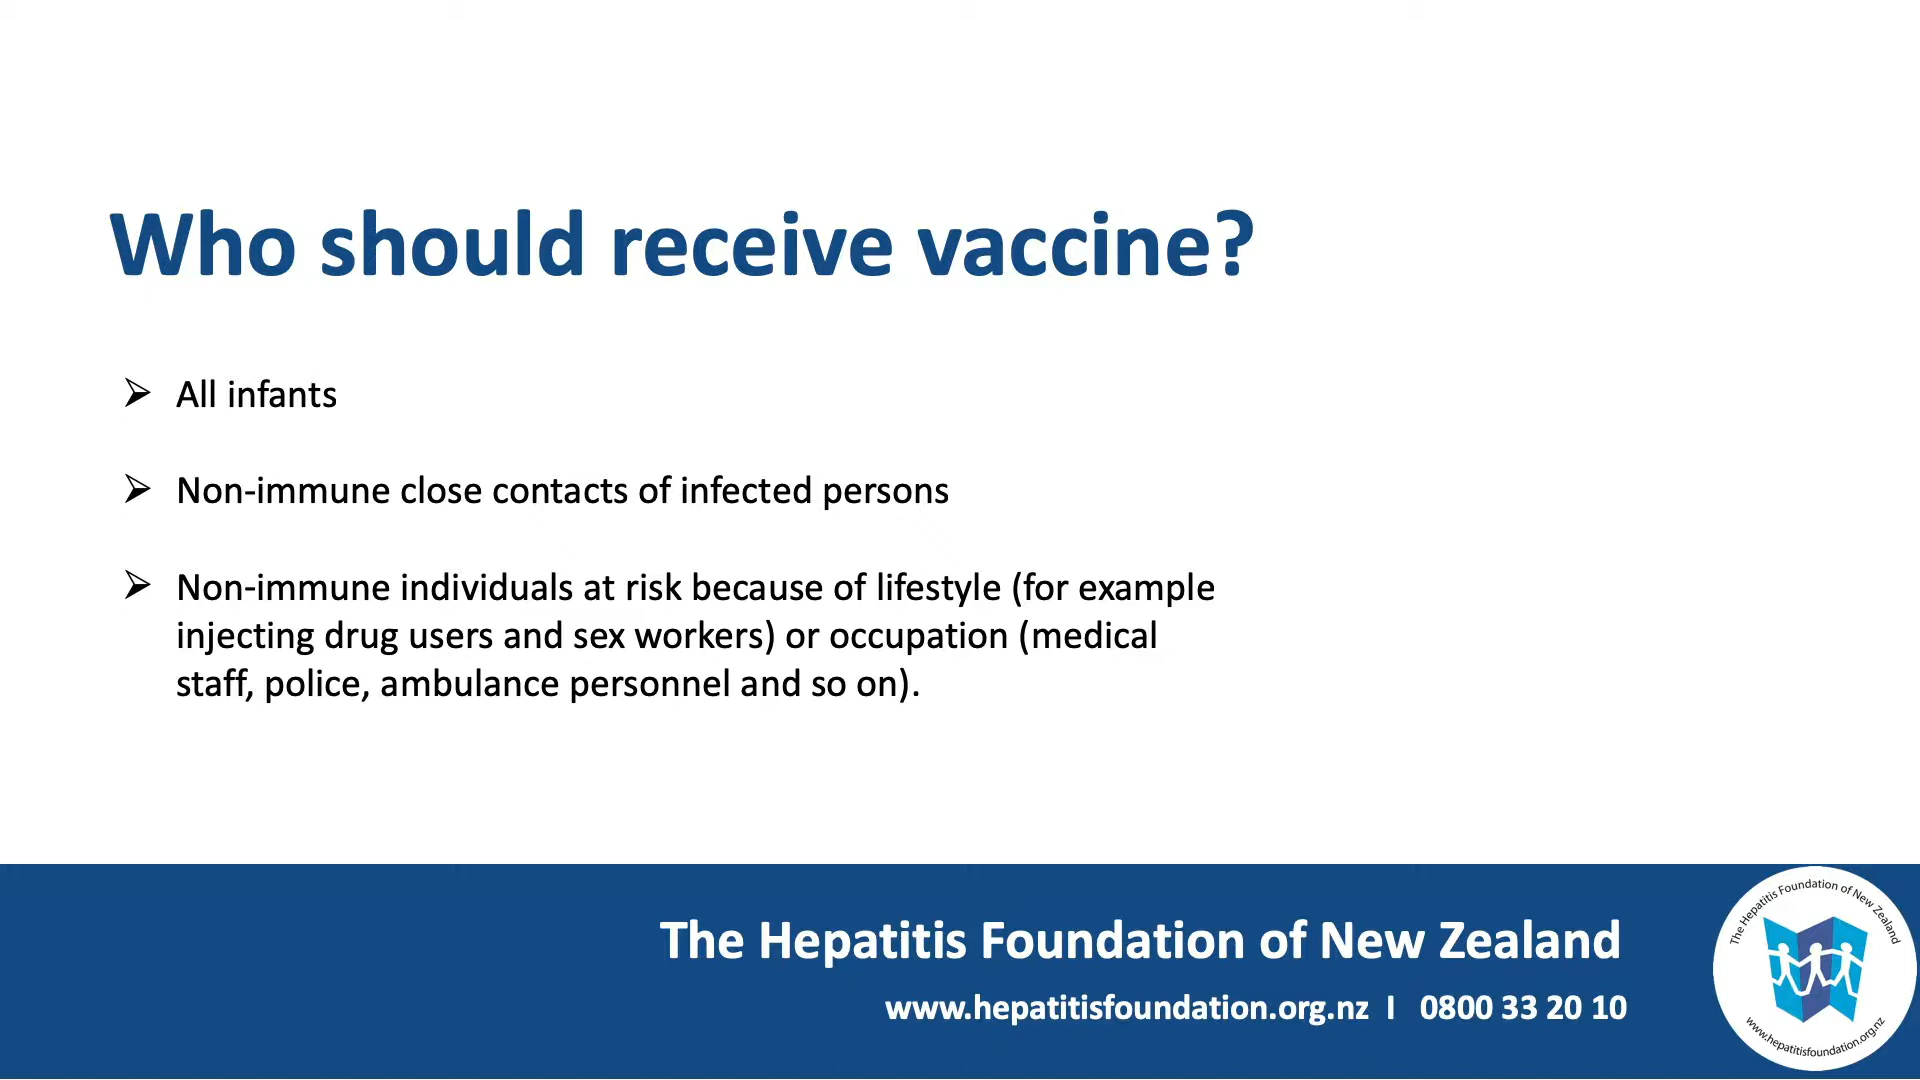 Who should receive vaccine?
➢ All infants
➢ Non-immune close contacts of infected persons
➢ Non-immune individuals at risk because of lifestyle (for example
injecting drug users and sex workers) or occupation (medical
staff, police, ambulance personnel and so on).
The Hepatitis Foundation of New Zealand
www.hepatitisfoundation.org.nz I 0800 33 20 10
The Hepatitis Foundation of New Zealand
www.hepatitisfoundation.org.nz